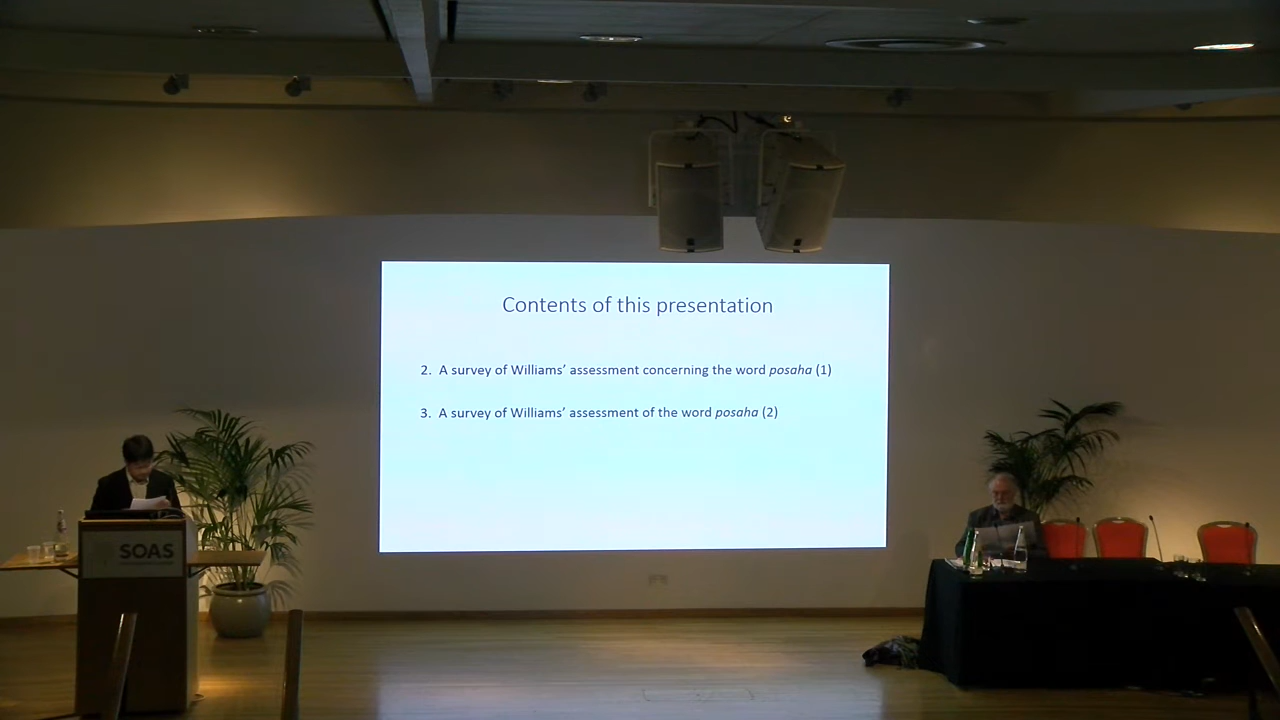 Contents of this presentation
2. A survey of Williams’ assessment concerning the word posaha (1)
3. A survey of Williams’ assessment of the word posaha (2)
SOAS